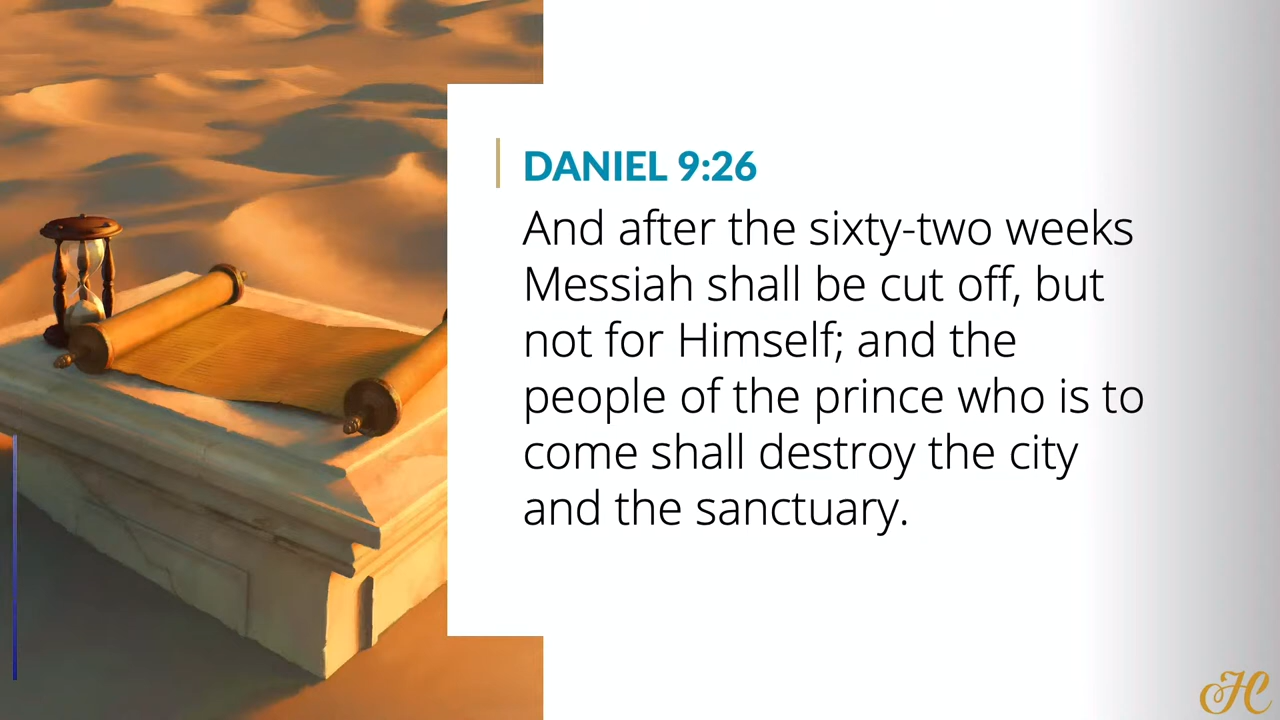 DANIEL 9:26
And after the sixty-two weeks
Messiah shall be cut off, but
not for Himself; and the
people of the prince who is to
come shall destroy the city
and the sanctuary.
HC